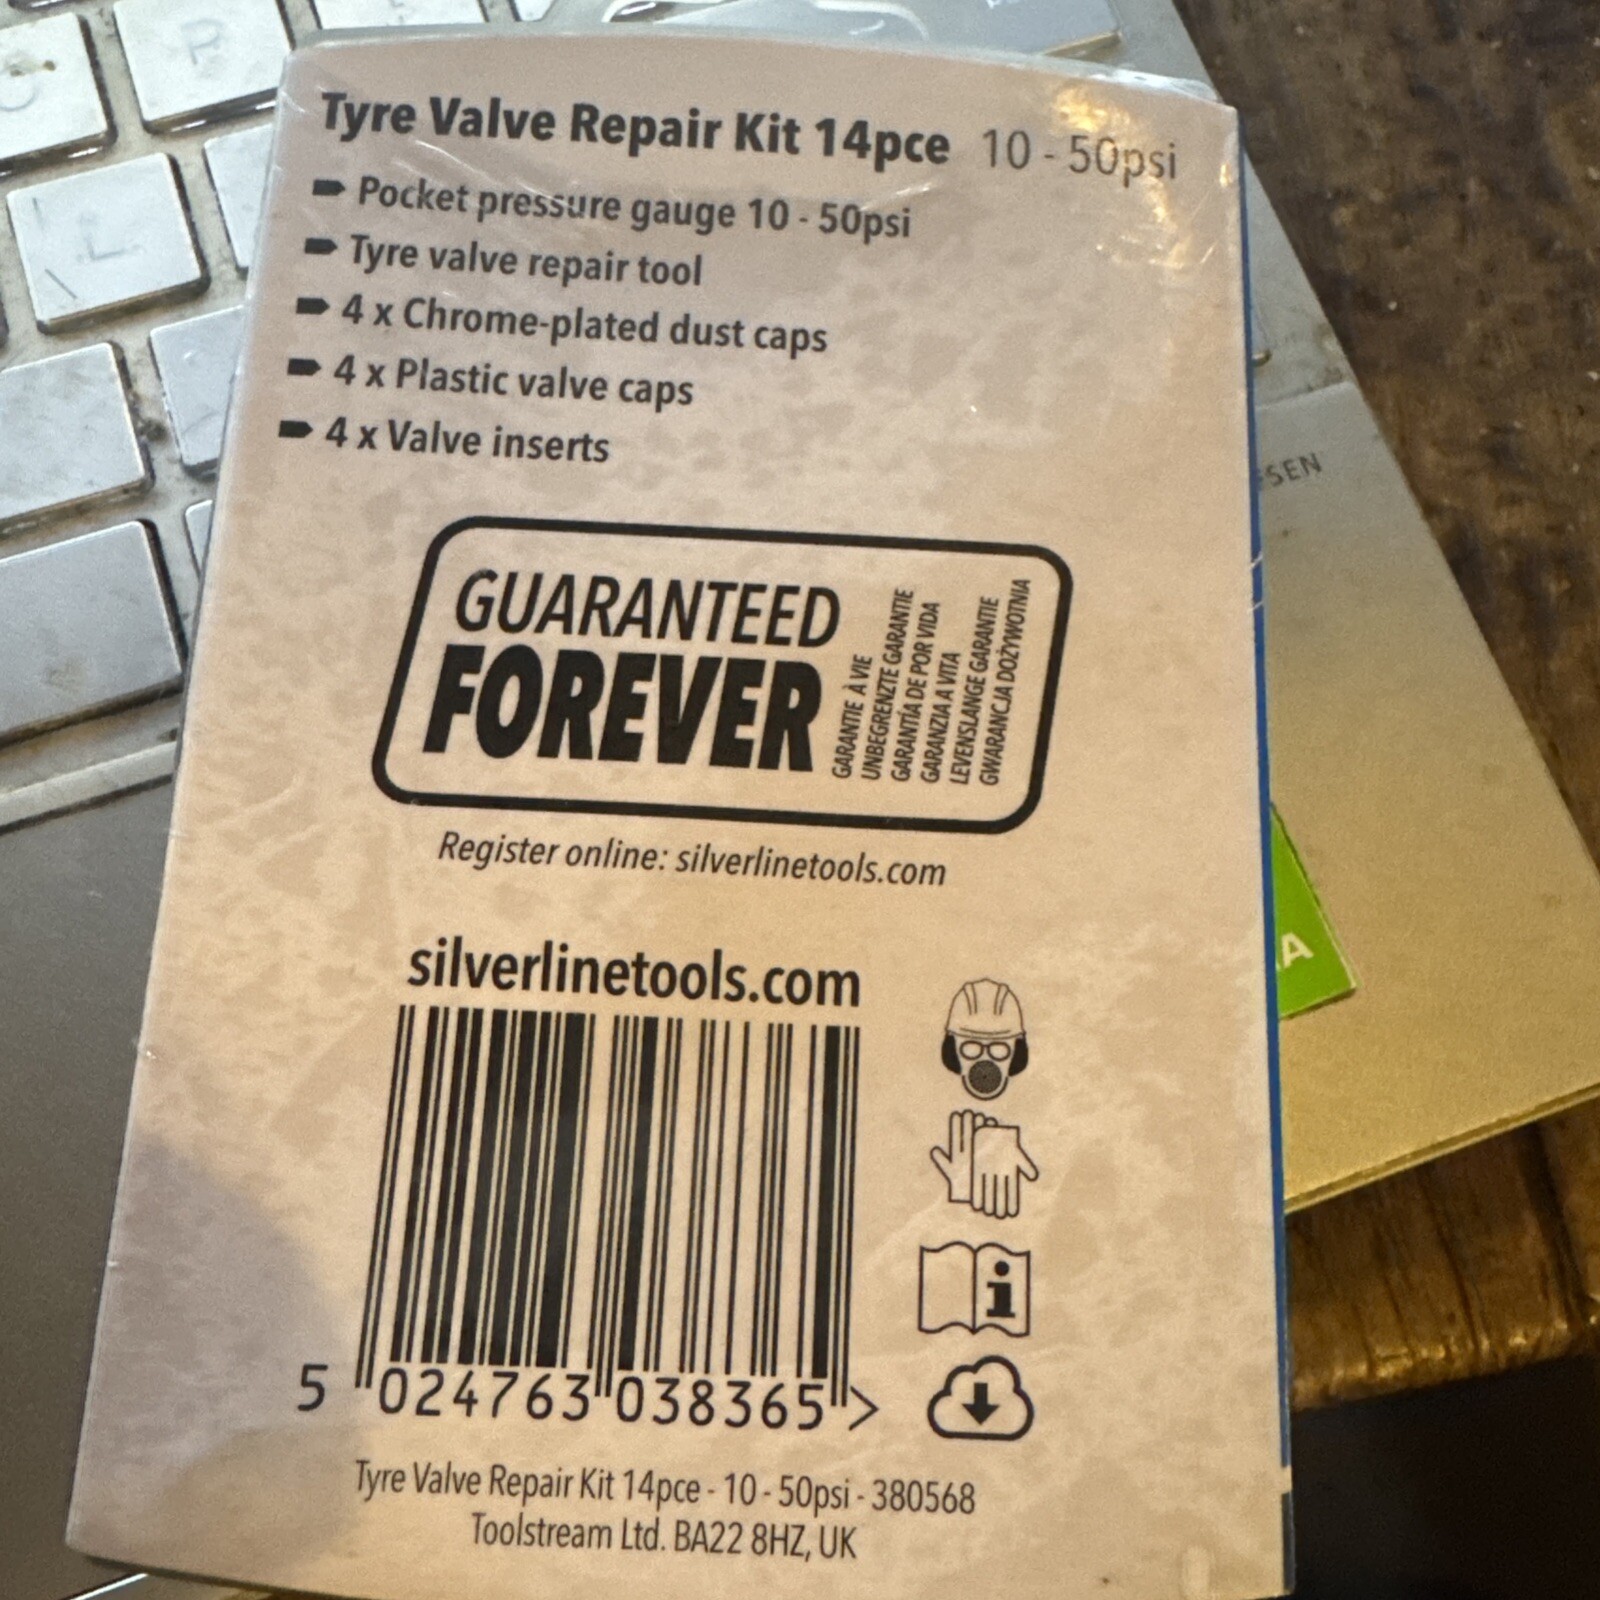 P
L
Tyre Valve Repair Kit 14pce 10 - 50psi
Pocket pressure gauge 10 - 50psi
Tyre valve repair tool
4 x Chrome-plated dust caps
4 x Plastic valve caps
4 x Valve inserts
GUARANTEED
FOREVER
GARANTIE À VIE
UNBEGRENZTE GARANTIE
GARANTÍA DE POR VIDA
GARANZIA A VITA
LEVENSLANGE GARANTIE
GWARANCJA DOŻYWOTNIA
Register online: silverlinetools.com
silverlinetools.com
i
5 024763 038365 >
Tyre Valve Repair Kit 14pce - 10 - 50psi - 380568
Toolstream Ltd. BA22 8HZ, UK